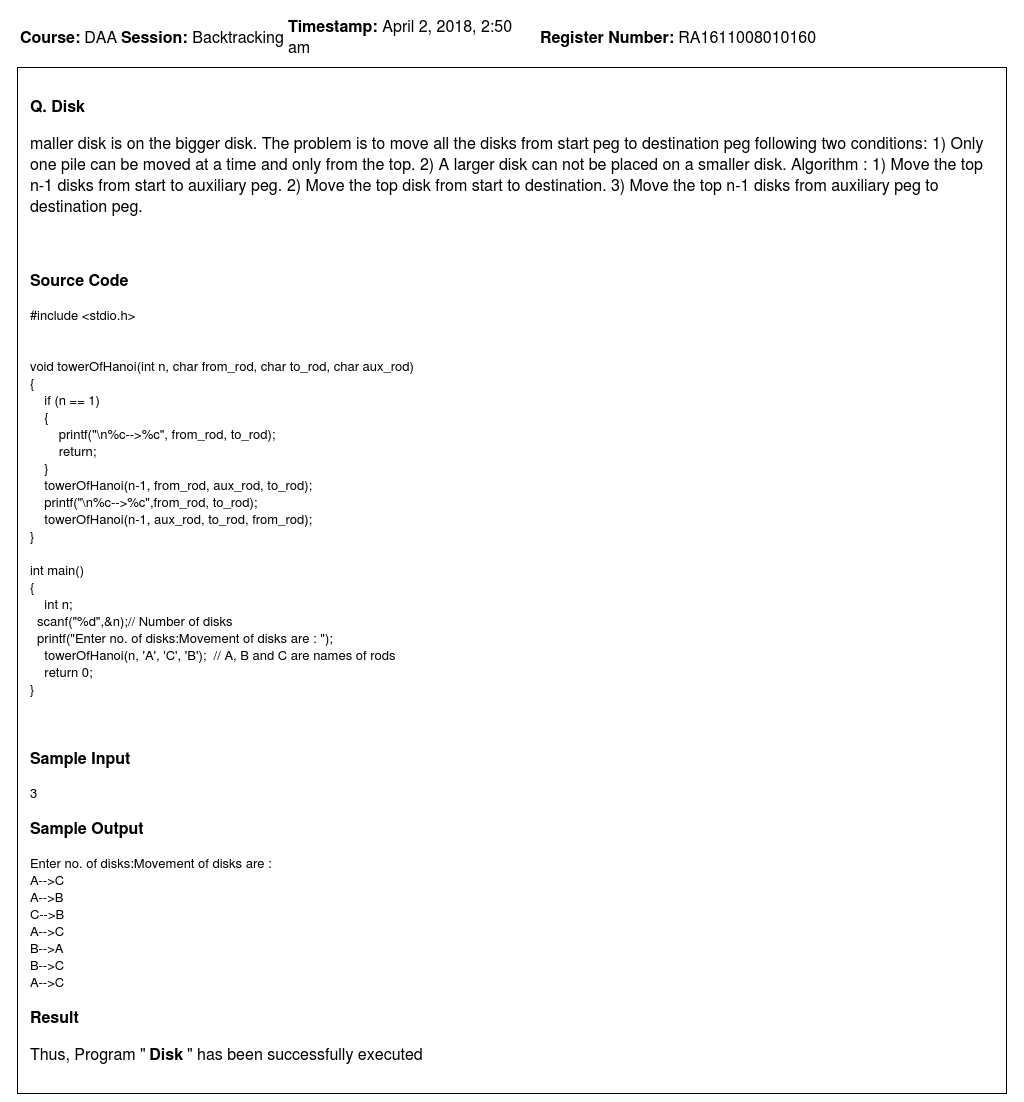 Course: DAA Session: Backtracking Timestamp: April 2, 2018, 2:50 am Register Number: RA1611008010160
Q. Disk
maller disk is on the bigger disk. The problem is to move all the disks from start peg to destination peg following two conditions: 1) Only
one pile can be moved at a time and only from the top. 2) A larger disk can not be placed on a smaller disk. Algorithm : 1) Move the top
n-1 disks from start to auxiliary peg. 2) Move the top disk from start to destination. 3) Move the top n-1 disks from auxiliary peg to
destination peg.
Source Code
#include <stdio.h>
void towerOfHanoi(int n, char from_rod, char to_rod, char aux_rod)
{
    if (n == 1)
    {
        printf("\n%c-->%c", from_rod, to_rod);
        return;
    }
    towerOfHanoi(n-1, from_rod, aux_rod, to_rod);
    printf("\n%c-->%c",from_rod, to_rod);
    towerOfHanoi(n-1, aux_rod, to_rod, from_rod);
}
int main()
{
    int n;
  scanf("%d",&n);// Number of disks
  printf("Enter no. of disks:Movement of disks are : ");
    towerOfHanoi(n, 'A', 'C', 'B');  // A, B and C are names of rods
    return 0;
}
Sample Input
3
Sample Output
Enter no. of disks:Movement of disks are :
A-->C
A-->B
C-->B
A-->C
B-->A
B-->C
A-->C
Result
Thus, Program " Disk " has been successfully executed